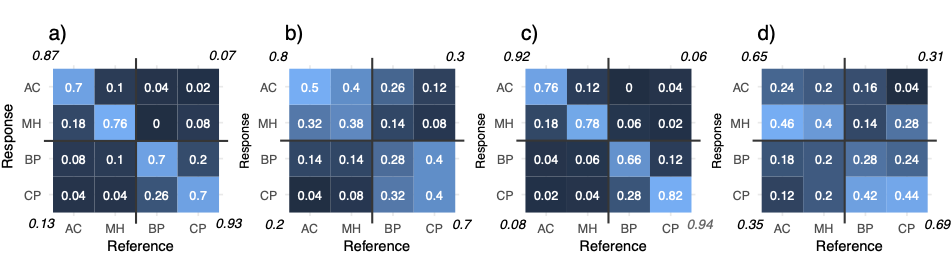 a) b) c) d)
0.87 0.07 0.8 0.3 0.92 0.06 0.65 0.31
AC 0.7 0.1 0.04 0.02 AC 0.5 0.4 0.26 0.12 AC 0.76 0.12 0 0.04 AC 0.24 0.2 0.16 0.04
MH 0.18 0.76 0 0.08 MH 0.32 0.38 0.14 0.08 MH 0.18 0.78 0.06 0.02 MH 0.46 0.4 0.14 0.28
Response Response Response Response
BP 0.08 0.1 0.7 0.2 BP 0.14 0.14 0.28 0.4 BP 0.04 0.06 0.66 0.12 BP 0.18 0.2 0.28 0.24
CP 0.04 0.04 0.26 0.7 CP 0.04 0.08 0.32 0.4 CP 0.02 0.04 0.28 0.82 CP 0.12 0.2 0.42 0.44
0.13 AC MH BP CP 0.93 0.2 AC MH BP CP 0.7 0.08 AC MH BP CP 0.94 0.35 AC MH BP CP 0.69
Reference Reference Reference Reference